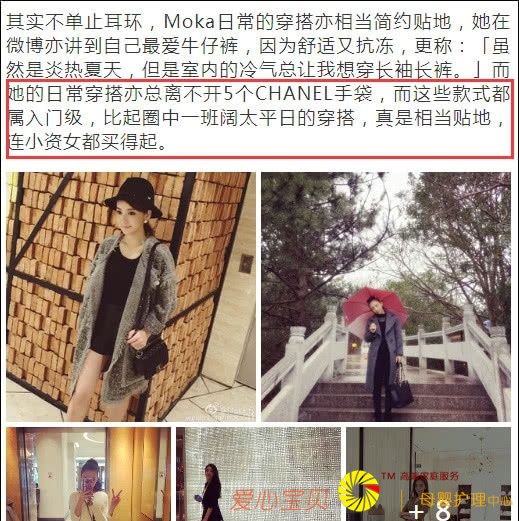 其实不单止耳环，Moka日常的穿搭亦相当简约贴地，她在
微博亦讲到自己最爱牛仔裤，因为舒适又抗冻，更称：「虽
然是炎热夏天，但是室内的冷气总让我想穿长袖长裤。」而
她的日常穿搭亦总离不开5个CHANEL手袋，而这些款式都
属入门级，比起圈中一班阔太平日的穿搭，真是相当贴地，
连小资女都买得起。
爱心宝贝
TM
家庭服务
母婴护理中心
+ 8